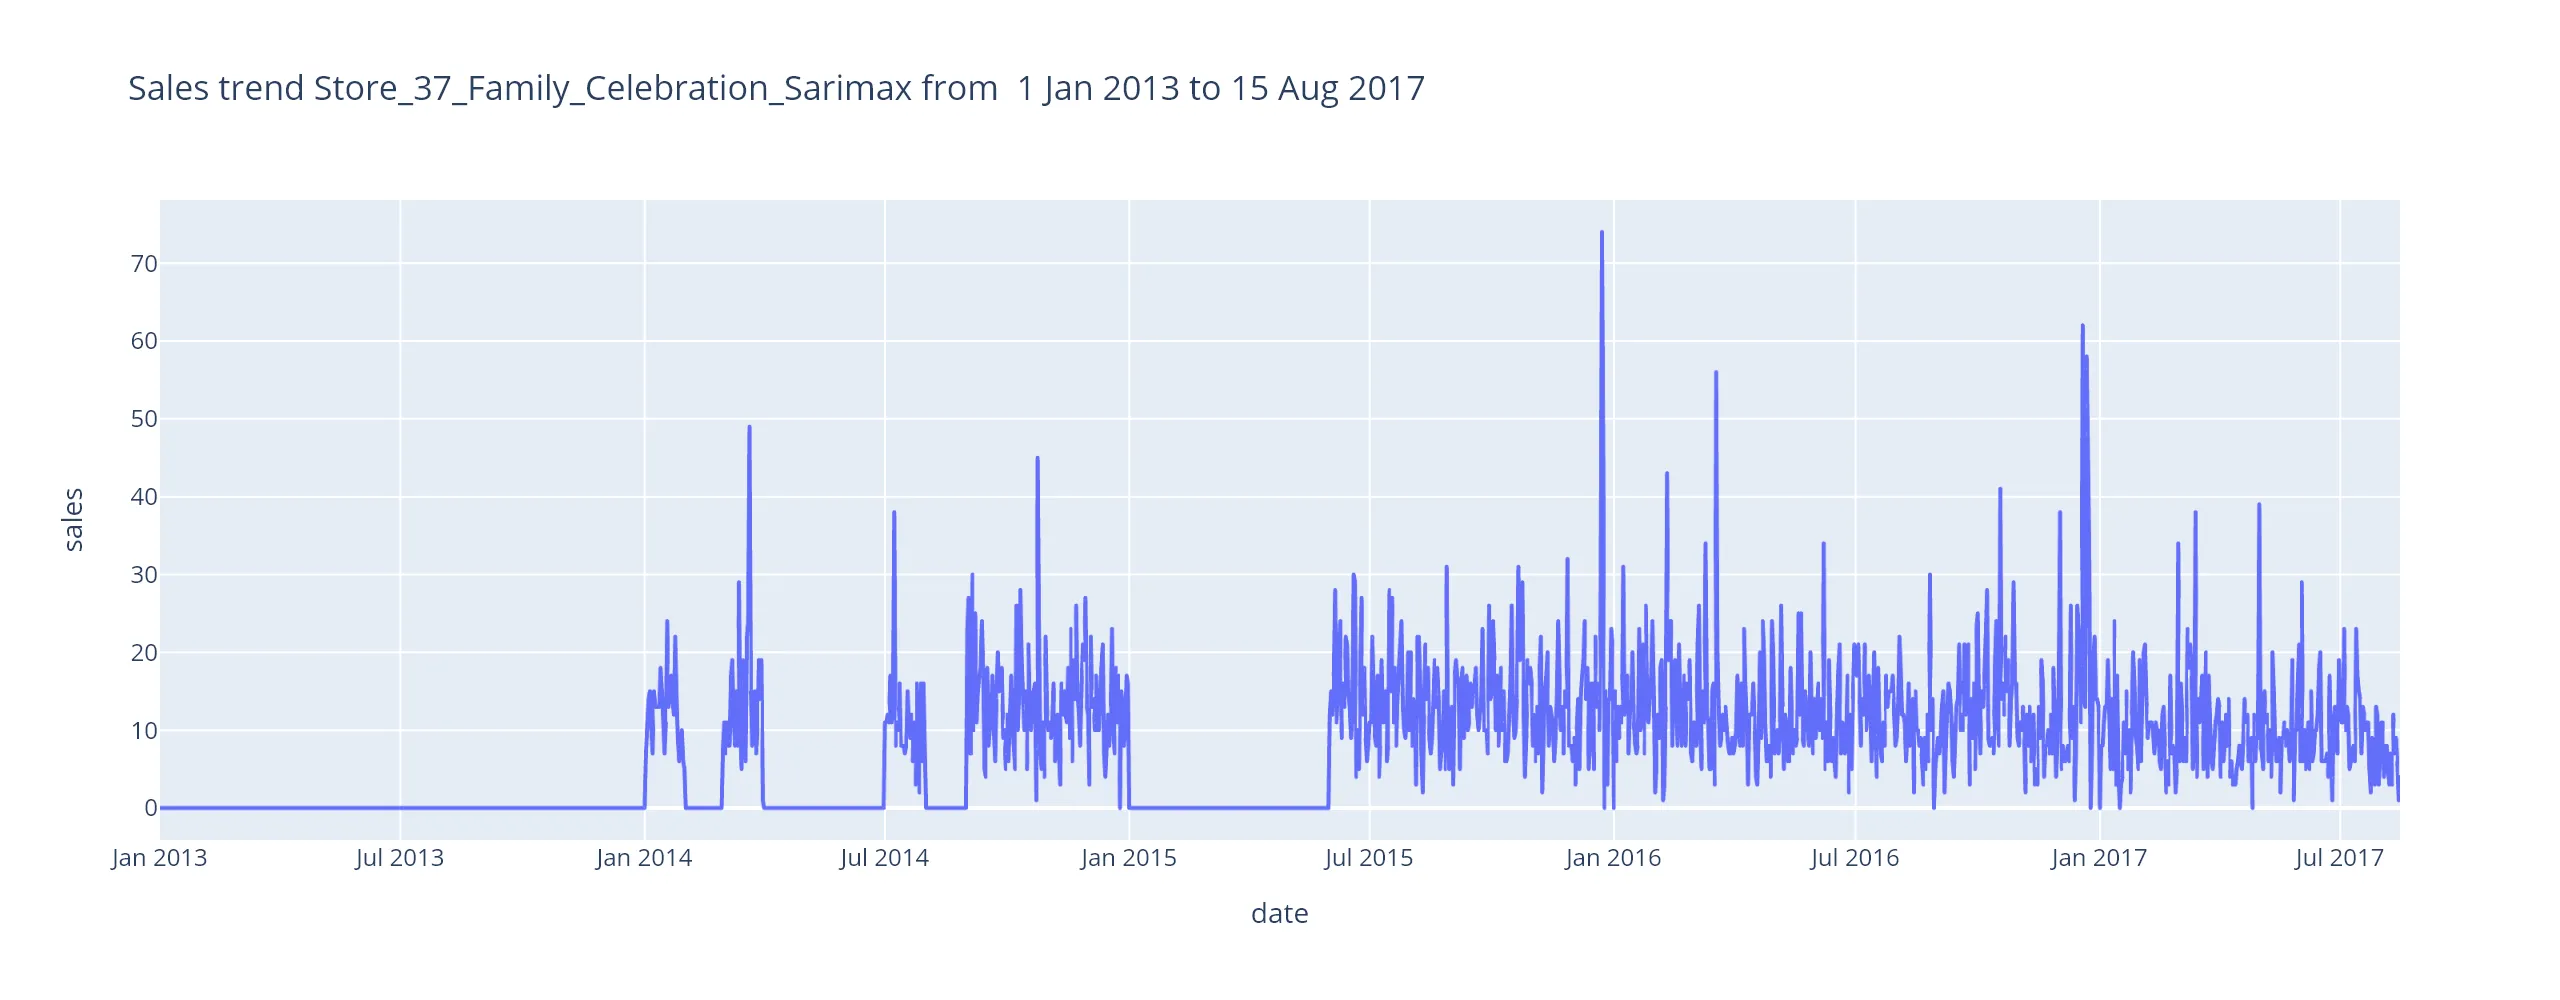 Sales trend Store_37_Family_Celebration_Sarimax from  1 Jan 2013 to 15 Aug 2017
sales
70
60
50
40
30
20
10
0
Jan 2013 Jul 2013 Jan 2014 Jul 2014 Jan 2015 Jul 2015 Jan 2016 Jul 2016 Jan 2017 Jul 2017
date